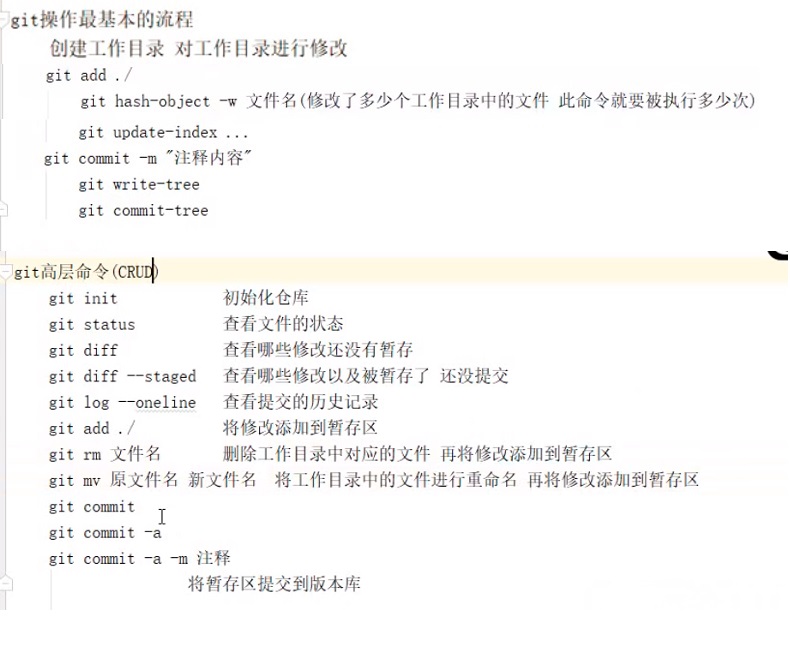 git操作最基本的流程
创建工作目录 对工作目录进行修改
git add ./
git hash-object -w 文件名(修改了多少个工作目录中的文件 此命令就要被执行多少次)
git update-index ...
git commit -m "注释内容"
git write-tree
git commit-tree
git高层命令(CRUD)
git init 初始化仓库
git status 查看文件的状态
git diff 查看哪些修改还没有暂存
git diff --staged 查看哪些修改以及被暂存了 还没提交
git log --oneline 查看提交的历史记录
git add ./ 将修改添加到暂存区
git rm 文件名 删除工作目录中对应的文件 再将修改添加到暂存区
git mv 原文件名 新文件名 将工作目录中的文件进行重命名 再将修改添加到暂存区
git commit
git commit -a
git commit -a -m 注释
将暂存区提交到版本库